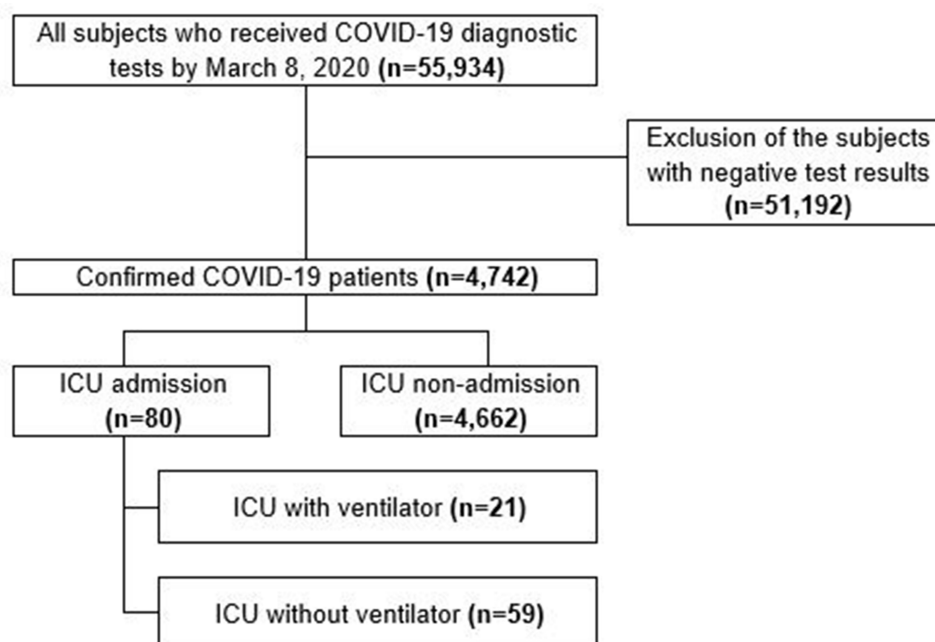 All subjects who received COVID-19 diagnostic
tests by March 8, 2020 (n=55,934)
Exclusion of the subjects
with negative test results
(n=51,192)
Confirmed COVID-19 patients (n=4,742)
ICU admission
(n=80)
ICU non-admission
(n=4,662)
ICU with ventilator (n=21)
ICU without ventilator (n=59)